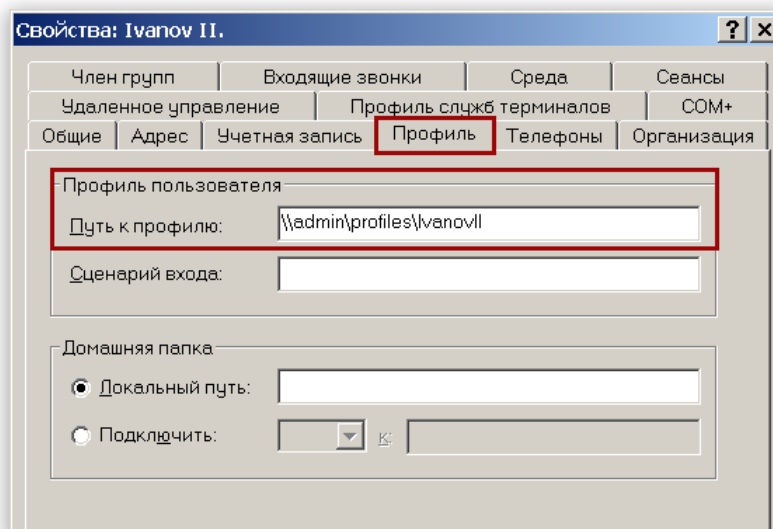 Свойства: Ivanov II.
Член групп Входящие звонки Среда Сеансы
Удаленное управление Профиль служб терминалов COM+
Общие Адрес Учетная запись Профиль Телефоны Организация
Профиль пользователя
Путь к профилю: \\admin\profiles\IvanovII
Сценарий входа:
Домашняя папка
Локальный путь:
Подключить: к: